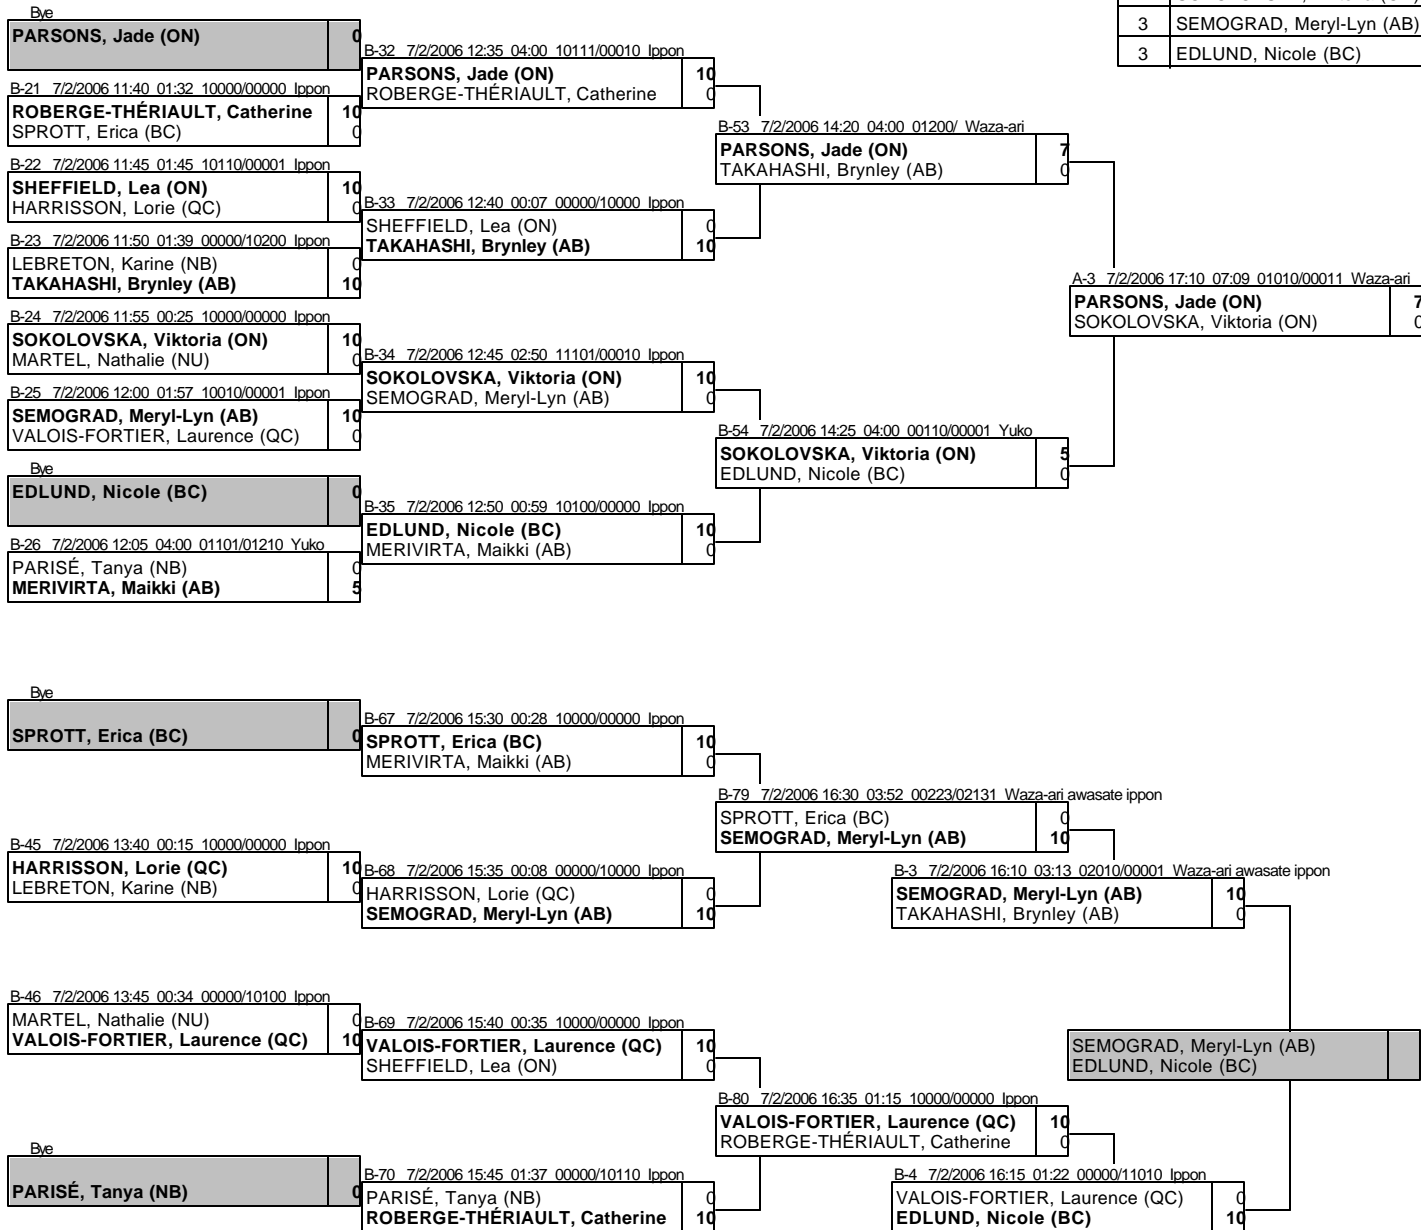 3 SEMOGRAD, Meryl-Lyn (AB)
3 EDLUND, Nicole (BC)
Bye
PARSONS, Jade (ON) 0
B-21 7/2/2006 11:40 01:32 10000/00000 Ippon
ROBERGE-THÉRIAULT, Catherine 10
SPROTT, Erica (BC) 0
B-22 7/2/2006 11:45 01:45 10110/00001 Ippon
SHEFFIELD, Lea (ON) 10
HARRISSON, Lorie (QC) 0
B-23 7/2/2006 11:50 01:39 00000/10200 Ippon
LEBRETON, Karine (NB) 0
TAKAHASHI, Brynley (AB) 10
B-24 7/2/2006 11:55 00:25 10000/00000 Ippon
SOKOLOVSKA, Viktoria (ON) 10
MARTEL, Nathalie (NU) 0
B-25 7/2/2006 12:00 01:57 10010/00001 Ippon
SEMOGRAD, Meryl-Lyn (AB) 10
VALOIS-FORTIER, Laurence (QC) 0
Bye
EDLUND, Nicole (BC) 0
B-26 7/2/2006 12:05 04:00 01101/01210 Yuko
PARISÉ, Tanya (NB) 0
MERIVIRTA, Maikki (AB) 5
B-32 7/2/2006 12:35 04:00 10111/00010 Ippon
PARSONS, Jade (ON) 10
ROBERGE-THÉRIAULT, Catherine 0
B-33 7/2/2006 12:40 00:07 00000/10000 Ippon
SHEFFIELD, Lea (ON) 0
TAKAHASHI, Brynley (AB) 10
B-34 7/2/2006 12:45 02:50 11101/00010 Ippon
SOKOLOVSKA, Viktoria (ON) 10
SEMOGRAD, Meryl-Lyn (AB) 0
B-35 7/2/2006 12:50 00:59 10100/00000 Ippon
EDLUND, Nicole (BC) 10
MERIVIRTA, Maikki (AB) 0
B-53 7/2/2006 14:20 04:00 01200/ Waza-ari
PARSONS, Jade (ON) 7
TAKAHASHI, Brynley (AB) 0
B-54 7/2/2006 14:25 04:00 00110/00001 Yuko
SOKOLOVSKA, Viktoria (ON) 5
EDLUND, Nicole (BC) 0
A-3 7/2/2006 17:10 07:09 01010/00011 Waza-ari
PARSONS, Jade (ON) 7
SOKOLOVSKA, Viktoria (ON) 0
Bye
SPROTT, Erica (BC) 0
B-45 7/2/2006 13:40 00:15 10000/00000 Ippon
HARRISSON, Lorie (QC) 10
LEBRETON, Karine (NB) 0
B-46 7/2/2006 13:45 00:34 00000/10100 Ippon
MARTEL, Nathalie (NU) 0
VALOIS-FORTIER, Laurence (QC) 10
Bye
PARISÉ, Tanya (NB) 0
B-67 7/2/2006 15:30 00:28 10000/00000 Ippon
SPROTT, Erica (BC) 10
MERIVIRTA, Maikki (AB) 0
B-68 7/2/2006 15:35 00:08 00000/10000 Ippon
HARRISSON, Lorie (QC) 0
SEMOGRAD, Meryl-Lyn (AB) 10
B-69 7/2/2006 15:40 00:35 10000/00000 Ippon
VALOIS-FORTIER, Laurence (QC) 10
SHEFFIELD, Lea (ON) 0
B-70 7/2/2006 15:45 01:37 00000/10110 Ippon
PARISÉ, Tanya (NB) 0
ROBERGE-THÉRIAULT, Catherine 10
B-79 7/2/2006 16:30 03:52 00223/02131 Waza-ari awasate ippon
SPROTT, Erica (BC) 0
SEMOGRAD, Meryl-Lyn (AB) 10
B-80 7/2/2006 16:35 01:15 10000/00000 Ippon
VALOIS-FORTIER, Laurence (QC) 10
ROBERGE-THÉRIAULT, Catherine 0
B-3 7/2/2006 16:10 03:13 02010/00001 Waza-ari awasate ippon
SEMOGRAD, Meryl-Lyn (AB) 10
TAKAHASHI, Brynley (AB) 0
B-4 7/2/2006 16:15 01:22 00000/11010 Ippon
VALOIS-FORTIER, Laurence (QC) 0
EDLUND, Nicole (BC) 10
SEMOGRAD, Meryl-Lyn (AB)
EDLUND, Nicole (BC)